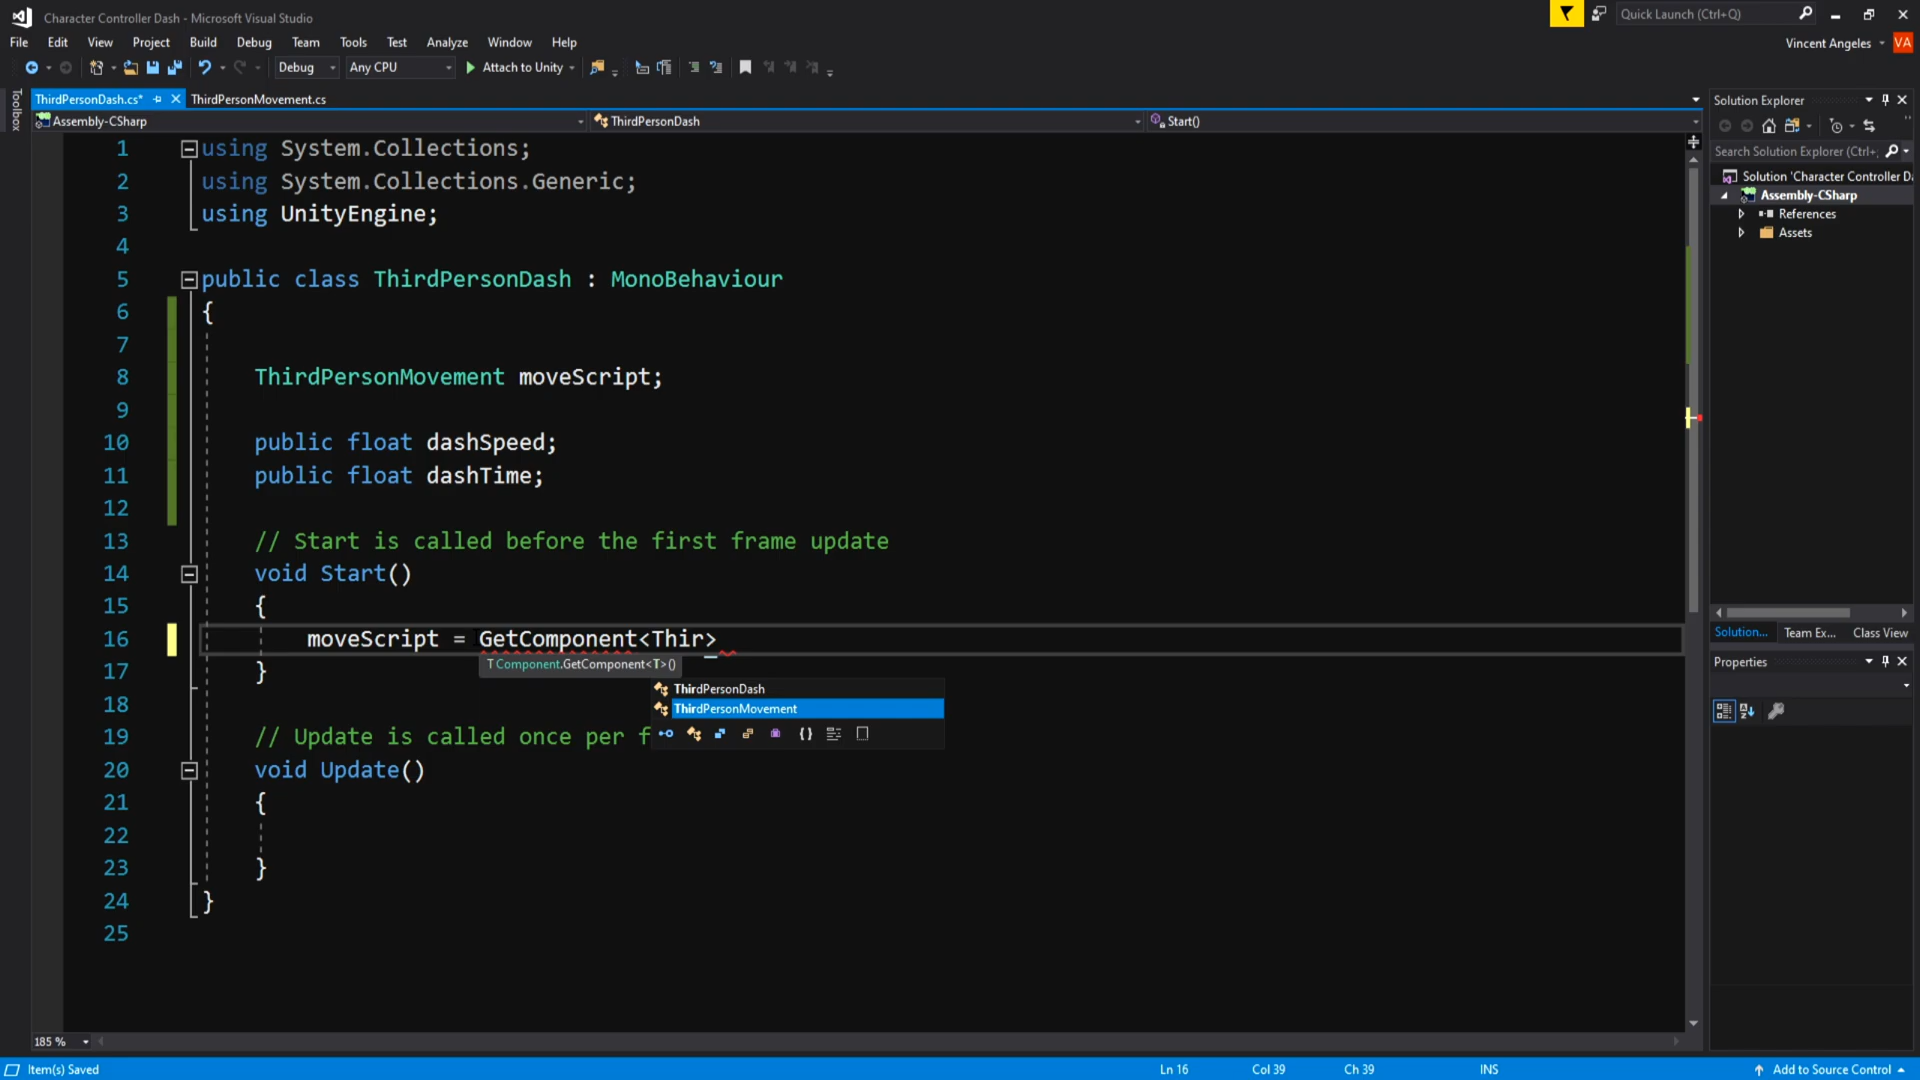 Character Controller Dash - Microsoft Visual Studio
Quick Launch (Ctrl+Q)
File Edit View Project Build Debug Team Tools Test Analyze Window Help
Vincent Angeles VA
Debug Any CPU Attach to Unity
Toolbox
ThirdPersonDash.cs* ThirdPersonMovement.cs
Assembly-CSharp ThirdPersonDash Start()
1 using System.Collections;
2 using System.Collections.Generic;
3 using UnityEngine;
4
5 public class ThirdPersonDash : MonoBehaviour
6 {
7
8 ThirdPersonMovement moveScript;
9
10 public float dashSpeed;
11 public float dashTime;
12
13 // Start is called before the first frame update
14 void Start()
15 {
16 moveScript = GetComponent<Thir>
T Component.GetComponent<T>()
17 }
ThirdPersonDash
18
ThirdPersonMovement
19 // Update is called once per f
{}
20 void Update()
21 {
22
23 }
24 }
25
185 %
Solution Explorer
Search Solution Explorer (Ctrl+;
Solution 'Character Controller Da
Assembly-CSharp
References
Assets
Solution... Team Ex... Class View
Properties
Item(s) Saved
Ln 16 Col 39 Ch 39 INS
Add to Source Control